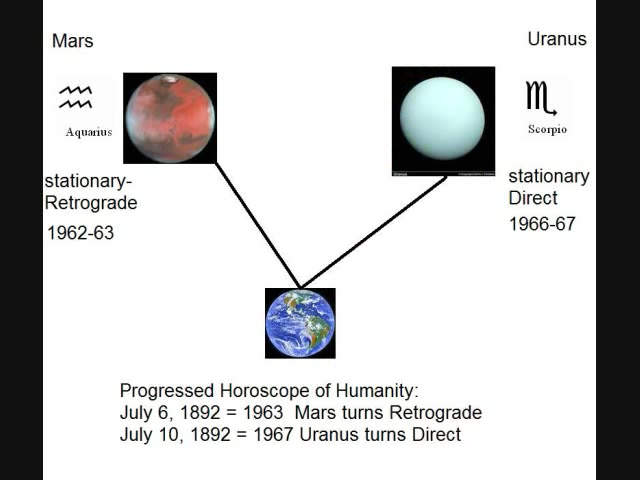 Mars
Uranus
Aquarius
Scorpio
stationary-
Retrograde
1962-63
stationary
Direct
1966-67
Progressed Horoscope of Humanity:
July 6, 1892 = 1963 Mars turns Retrograde
July 10, 1892 = 1967 Uranus turns Direct